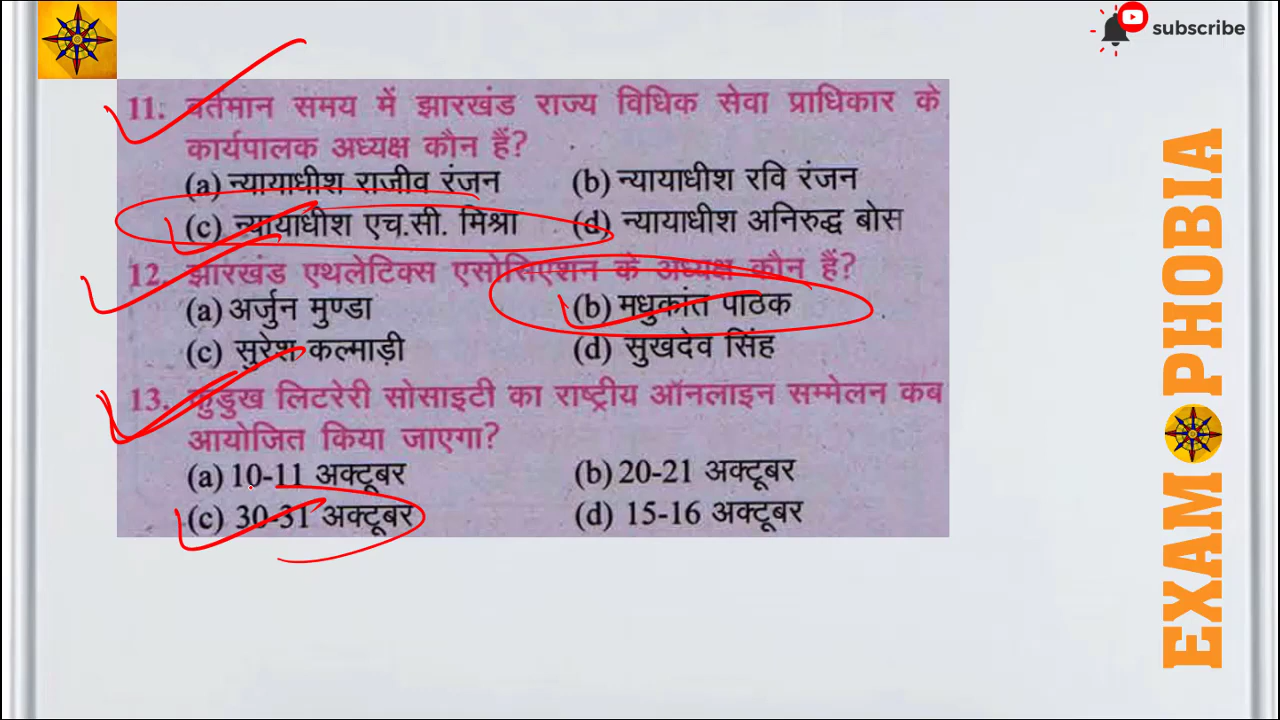 subscribe
11. वर्तमान समय में झारखंड राज्य विधिक सेवा प्राधिकार के
कार्यपालक अध्यक्ष कौन हैं?
(a) न्यायाधीश राजीव रंजन (b) न्यायाधीश रवि रंजन
(c) न्यायाधीश एच.सी. मिश्रा (d) न्यायाधीश अनिरुद्ध बोस
12. झारखंड एथलेटिक्स एसोसिएशन के अध्यक्ष कौन हैं?
(a) अर्जुन मुण्डा (b) मधुकांत पाठक
(c) सुरेश कल्माड़ी (d) सुखदेव सिंह
13. कुडुख लिटरेरी सोसाइटी का राष्ट्रीय ऑनलाइन सम्मेलन कब
आयोजित किया जाएगा?
(a) 10-11 अक्टूबर (b) 20-21 अक्टूबर
(c) 30-31 अक्टूबर (d) 15-16 अक्टूबर
EXAM PHOBIA